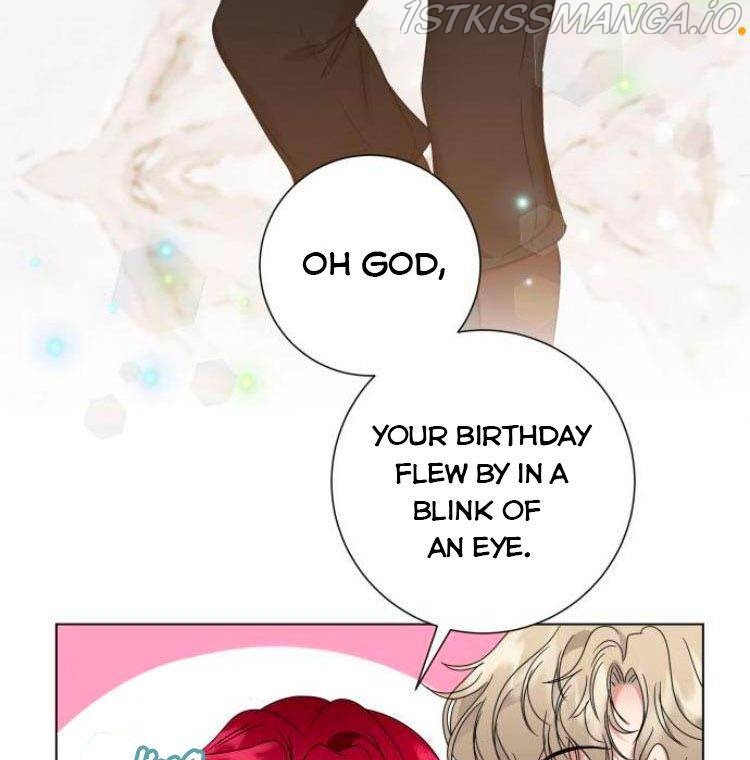 1STKISSMANGA.iO
OH GOD,
YOUR BIRTHDAY
FLEW BY IN A
BLINK OF
AN EYE.